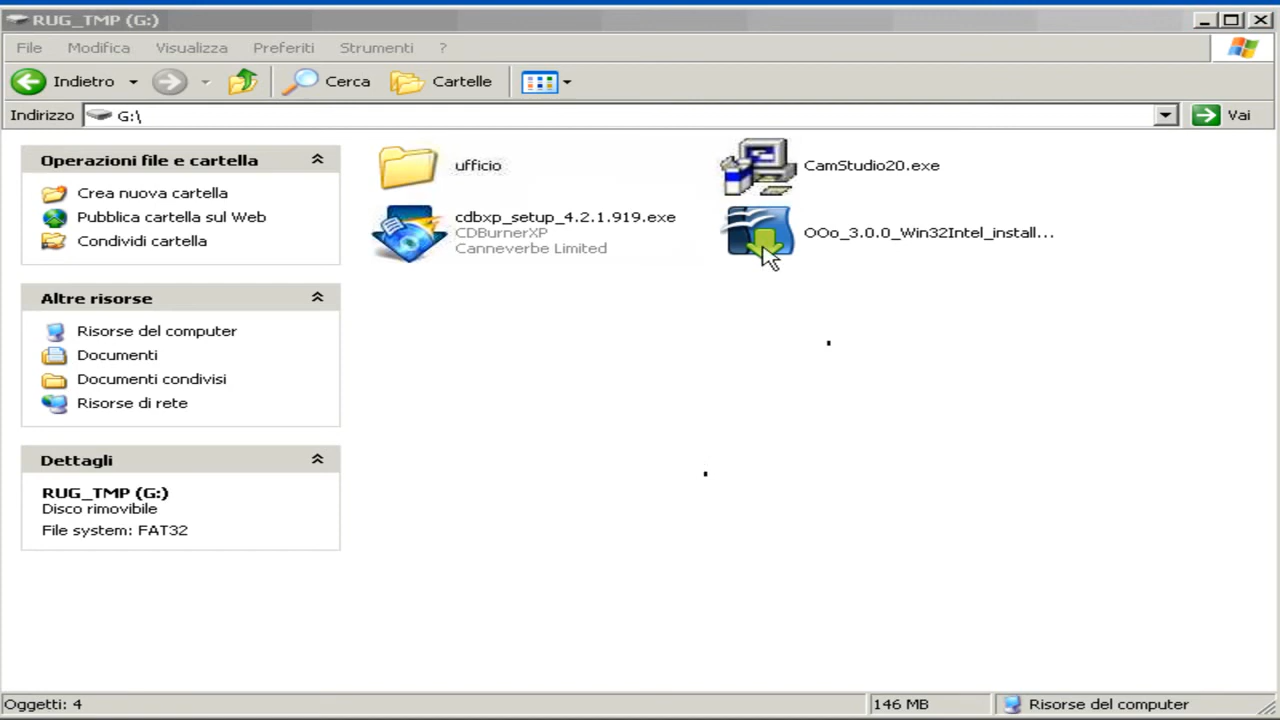 RUG_TMP (G:)
File Modifica Visualizza Preferiti Strumenti ?
Indietro Cerca Cartelle
Indirizzo G:\ Vai
Operazioni file e cartella
Crea nuova cartella
Pubblica cartella sul Web
Condividi cartella
Altre risorse
Risorse del computer
Documenti
Documenti condivisi
Risorse di rete
Dettagli
RUG_TMP (G:)
Disco rimovibile
File system: FAT32
ufficio
CamStudio20.exe
cdbxp_setup_4.2.1.919.exe
CDBurnerXP
Canneverbe Limited
OOo_3.0.0_Win32Intel_install...
Oggetti: 4 146 MB Risorse del computer